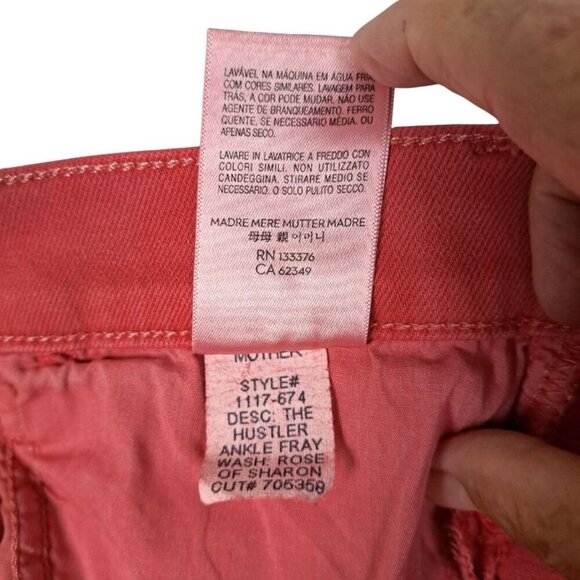 LAVÁVEL NA MÁQUINA EM ÁGUA FRIA,
COM CORES SIMILARES. LAVAGEM PARA
TRÁS, A COR PODE MUDAR. NÃO USE
AGENTE DE BRANQUEAMENTO. FERRO
QUENTE, SE NECESSARIO MÉDIA. OU
APENAS SECO.
LAVARE IN LAVATRICE A FREDDO CON
COLORI SIMILI. NON UTILIZZATO
CANDEGGINA. STIRARE MEDIO SE
NECESSARIO. O SOLO PULITO SECCO.
MADRE MERE MUTTER MADRE
母母 親 어머니
RN 133376
CA 62349
MOTHER
STYLE#
1117-674
DESC: THE
HUSTLER
ANKLE FRAY
WASH: ROSE
OF SHARON
CUT# 705359